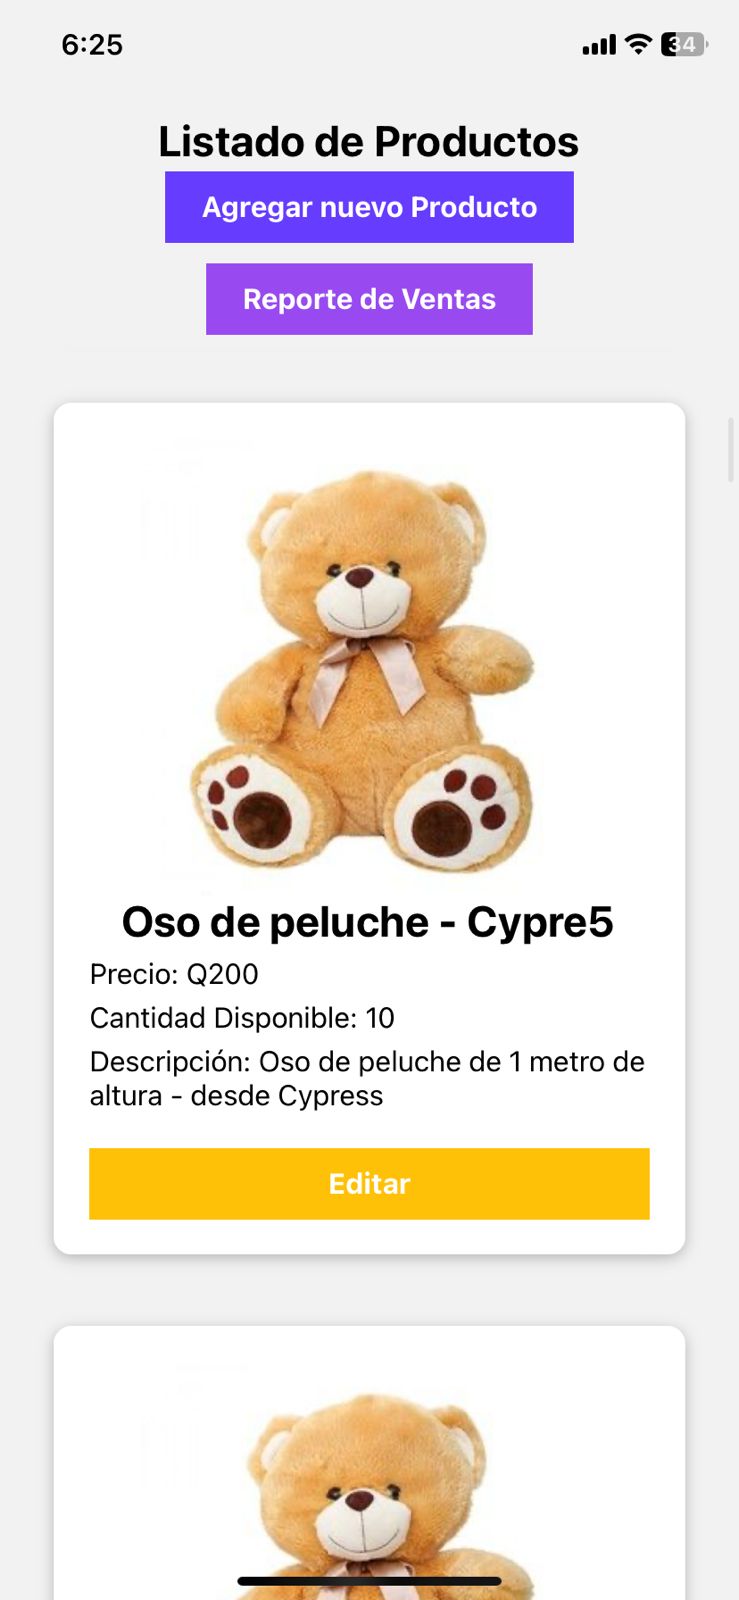 6:25
34
Listado de Productos
Agregar nuevo Producto
Reporte de Ventas
Oso de peluche - Cypre5
Precio: Q200
Cantidad Disponible: 10
Descripción: Oso de peluche de 1 metro de
altura - desde Cypress
Editar